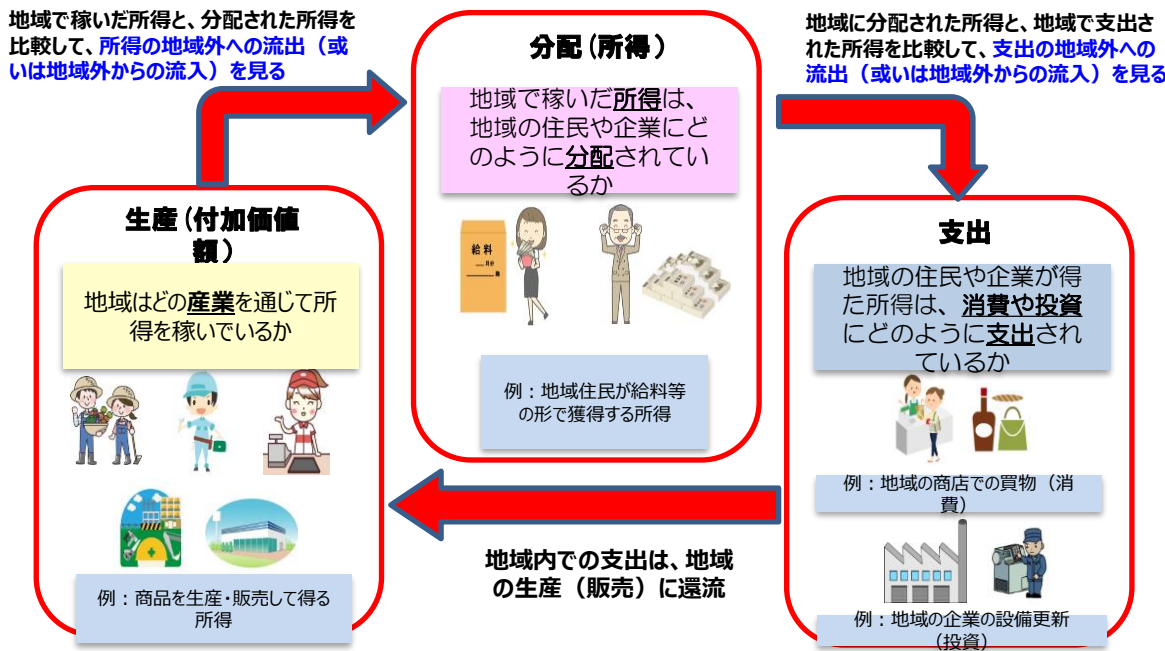 地域で稼いだ所得と、分配された所得を
比較して、所得の地域外への流出（或
いは地域外からの流入）を見る
分配（所得）
地域で稼いだ所得は、
地域の住民や企業にど
のように分配されてい
るか
給料
月分
例：地域住民が給料等
の形で獲得する所得
地域に分配された所得と、地域で支出さ
れた所得を比較して、支出の地域外への
流出（或いは地域外からの流入）を見る
生産（付加価値
額）
地域はどの産業を通じて所
得を稼いでいるか
例：商品を生産・販売して得る
所得
支出
地域の住民や企業が得
た所得は、消費や投資
にどのように支出され
ているか
例：地域の商店での買物（消
費）
例：地域の企業の設備更新
（投資）
地域内での支出は、地域
の生産（販売）に還流